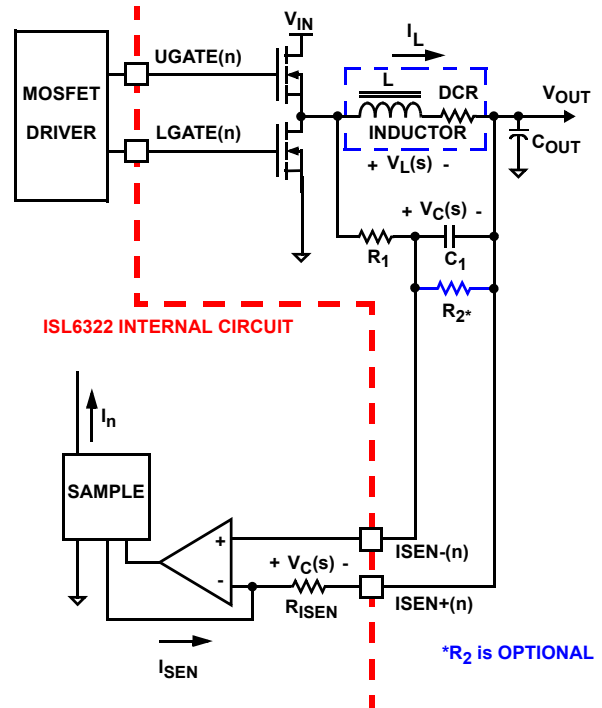 V_IN
I_L
UGATE(n)
L
DCR
V_OUT
MOSFET
DRIVER
INDUCTOR
LGATE(n)
C_OUT
+ V_L(s) -
+ V_C(s) -
R_1
C_1
R_2*
ISL6322 INTERNAL CIRCUIT
I_n
SAMPLE
+
ISEN-(n)
+ V_C(s) -
-
R_ISEN
ISEN+(n)
I_SEN
*R_2 is OPTIONAL